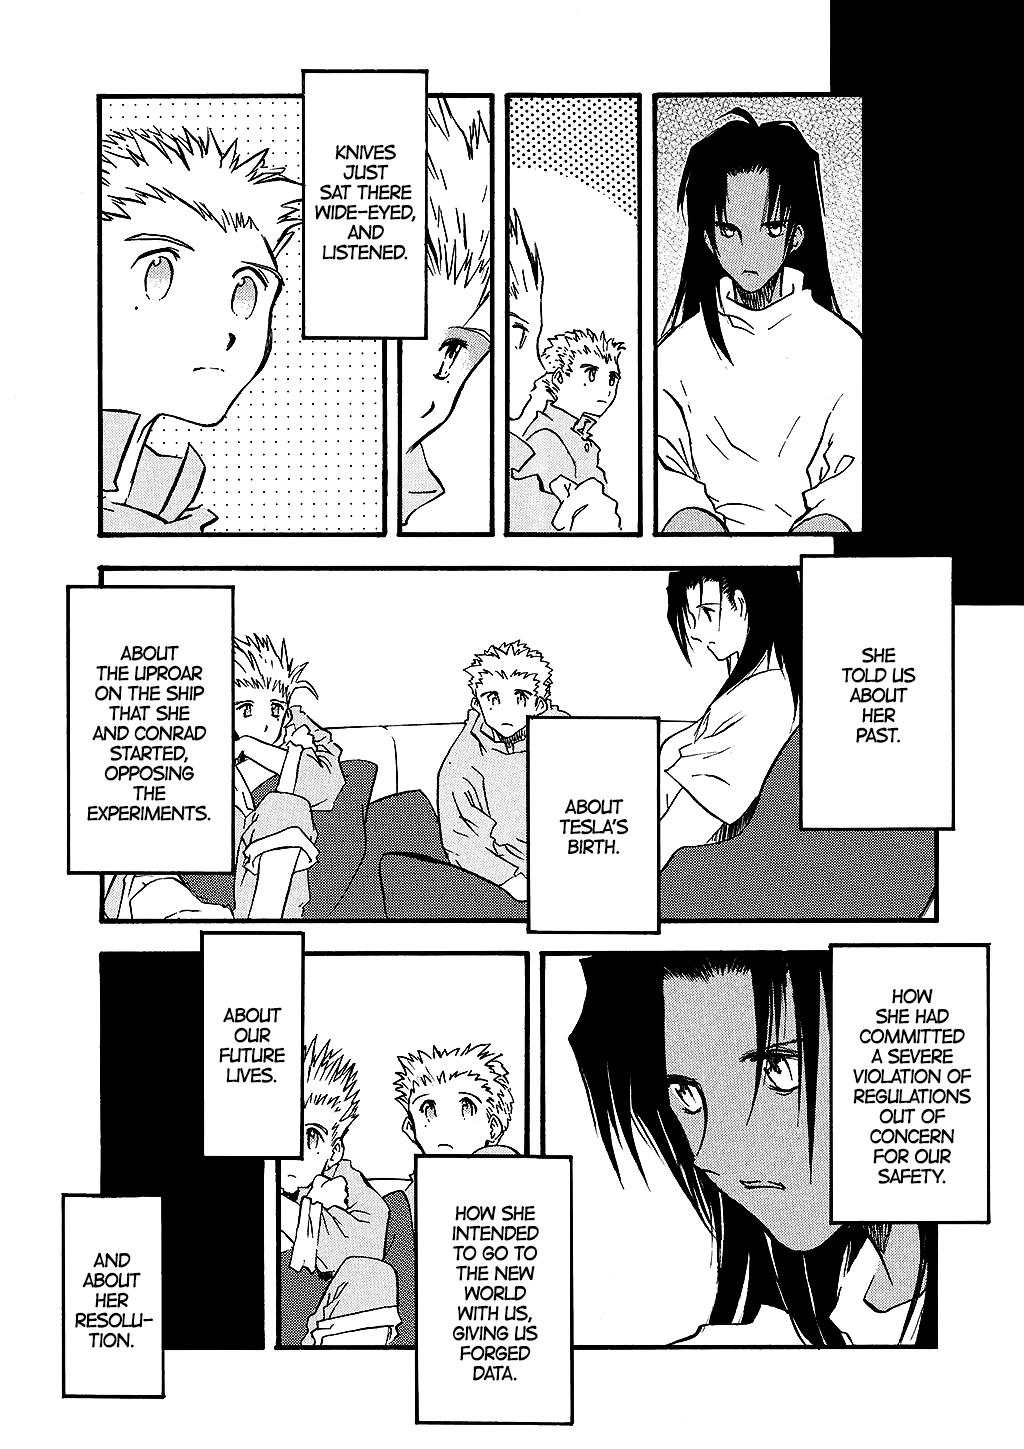 KNIVES
JUST
SAT THERE
WIDE-EYED,
AND
LISTENED.
SHE
TOLD US
ABOUT
HER
PAST.
ABOUT
TESLA'S
BIRTH.
ABOUT
THE UPROAR
ON THE SHIP
THAT SHE
AND CONRAD
STARTED,
OPPOSING
THE
EXPERIMENTS.
HOW
SHE HAD
COMMITTED
A SEVERE
VIOLATION OF
REGULATIONS
OUT OF
CONCERN
FOR OUR
SAFETY.
HOW SHE
INTENDED
TO GO TO
THE NEW
WORLD
WITH US,
GIVING US
FORGED
DATA.
ABOUT
OUR
FUTURE
LIVES.
AND
ABOUT
HER
RESOLU-
TION.